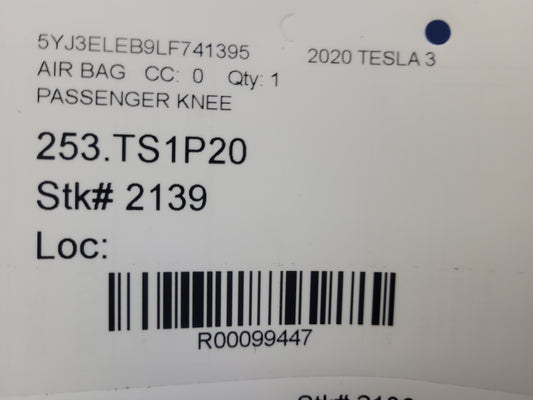 5YJ3ELEB9LF741395 2020 TESLA 3
AIR BAG CC: 0 Qty: 1
PASSENGER KNEE
253.TS1P20
Stk# 2139
Loc:
R00099447